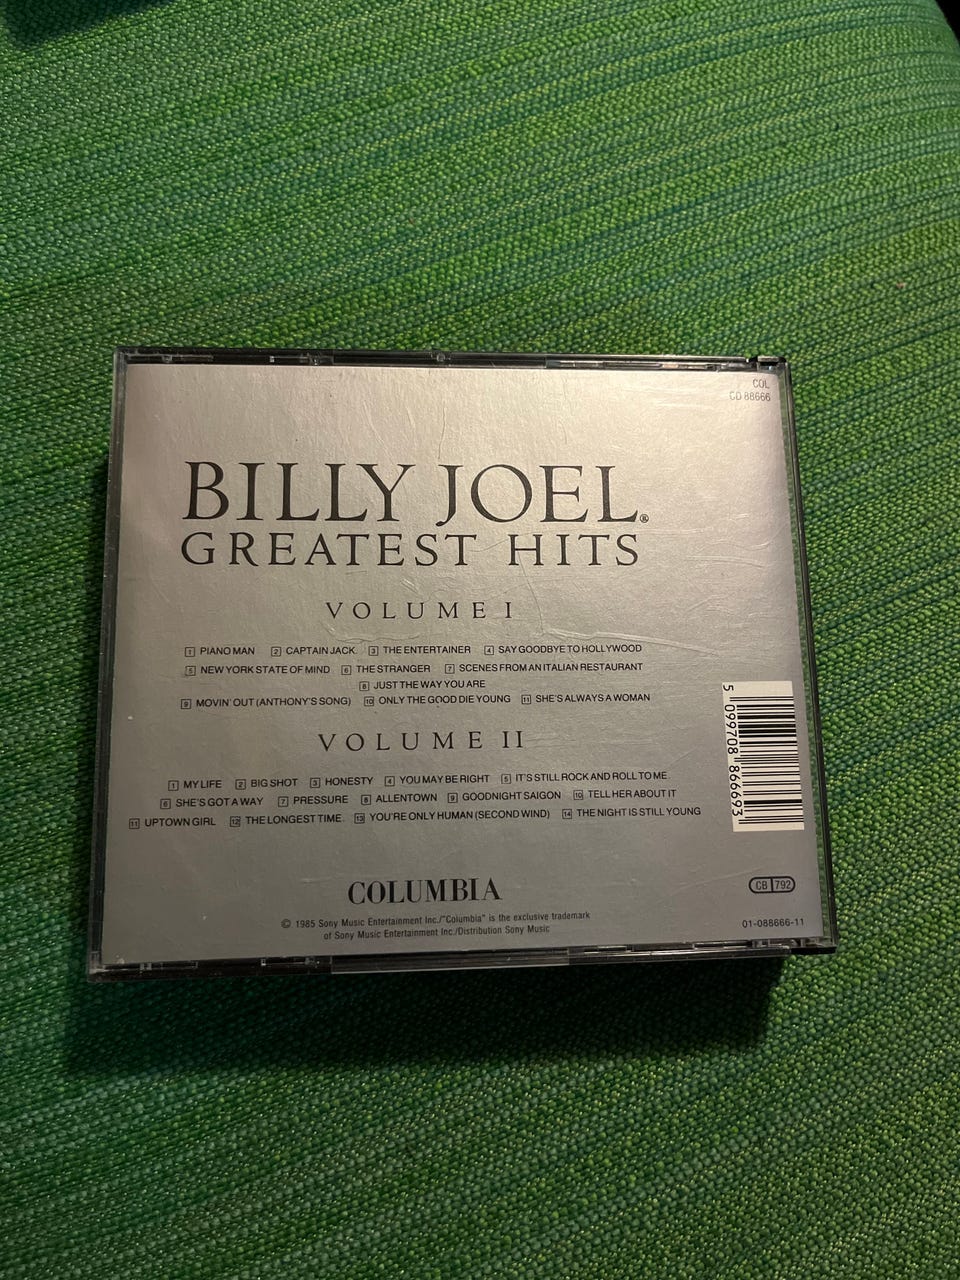 COL
CD 88666
BILLY JOEL®
GREATEST HITS
VOLUME I
1 PIANO MAN 2 CAPTAIN JACK 3 THE ENTERTAINER 4 SAY GOODBYE TO HOLLYWOOD
5 NEW YORK STATE OF MIND 6 THE STRANGER 7 SCENES FROM AN ITALIAN RESTAURANT
8 JUST THE WAY YOU ARE
9 MOVIN' OUT (ANTHONY'S SONG) 10 ONLY THE GOOD DIE YOUNG 11 SHE'S ALWAYS A WOMAN
VOLUME II
1 MY LIFE 2 BIG SHOT 3 HONESTY 4 YOU MAY BE RIGHT 5 IT'S STILL ROCK AND ROLL TO ME
6 SHE'S GOT A WAY 7 PRESSURE 8 ALLENTOWN 9 GOODNIGHT SAIGON 10 TELL HER ABOUT IT
11 UPTOWN GIRL 12 THE LONGEST TIME 13 YOU'RE ONLY HUMAN (SECOND WIND) 14 THE NIGHT IS STILL YOUNG
5 099708 866693
COLUMBIA
CB 792
© 1985 Sony Music Entertainment Inc./"Columbia" is the exclusive trademark
of Sony Music Entertainment Inc./Distribution Sony Music
01-088666-11